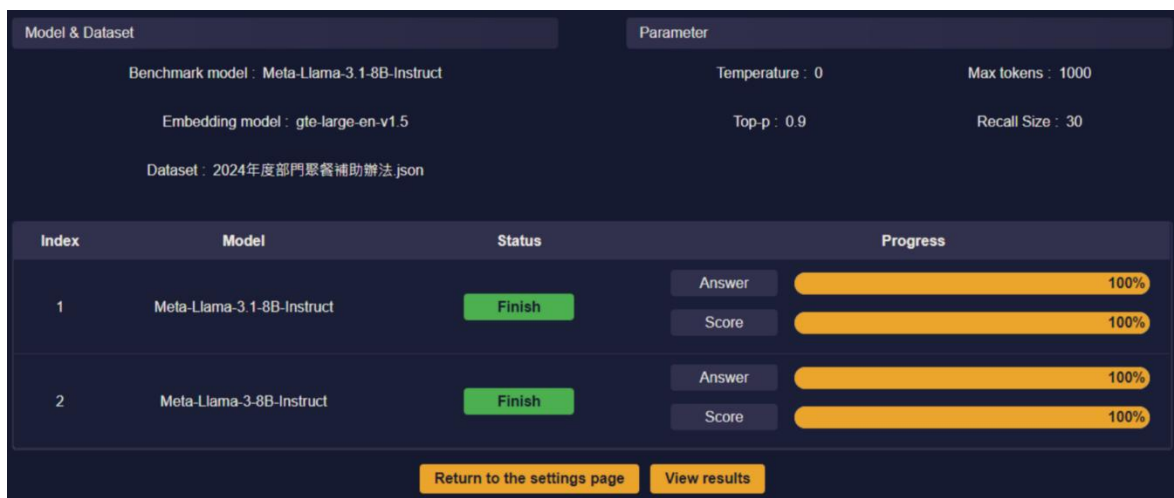 Model & Dataset
Parameter
Benchmark model : Meta-Llama-3.1-8B-Instruct
Temperature : 0
Max tokens : 1000
Embedding model : gte-large-en-v1.5
Top-p : 0.9
Recall Size : 30
Dataset : 2024年度部門聚餐補助辦法.json
Index Model Status Progress
Answer 100%
1 Meta-Llama-3.1-8B-Instruct Finish
Score 100%
Answer 100%
2 Meta-Llama-3-8B-Instruct Finish
Score 100%
Return to the settings page
View results